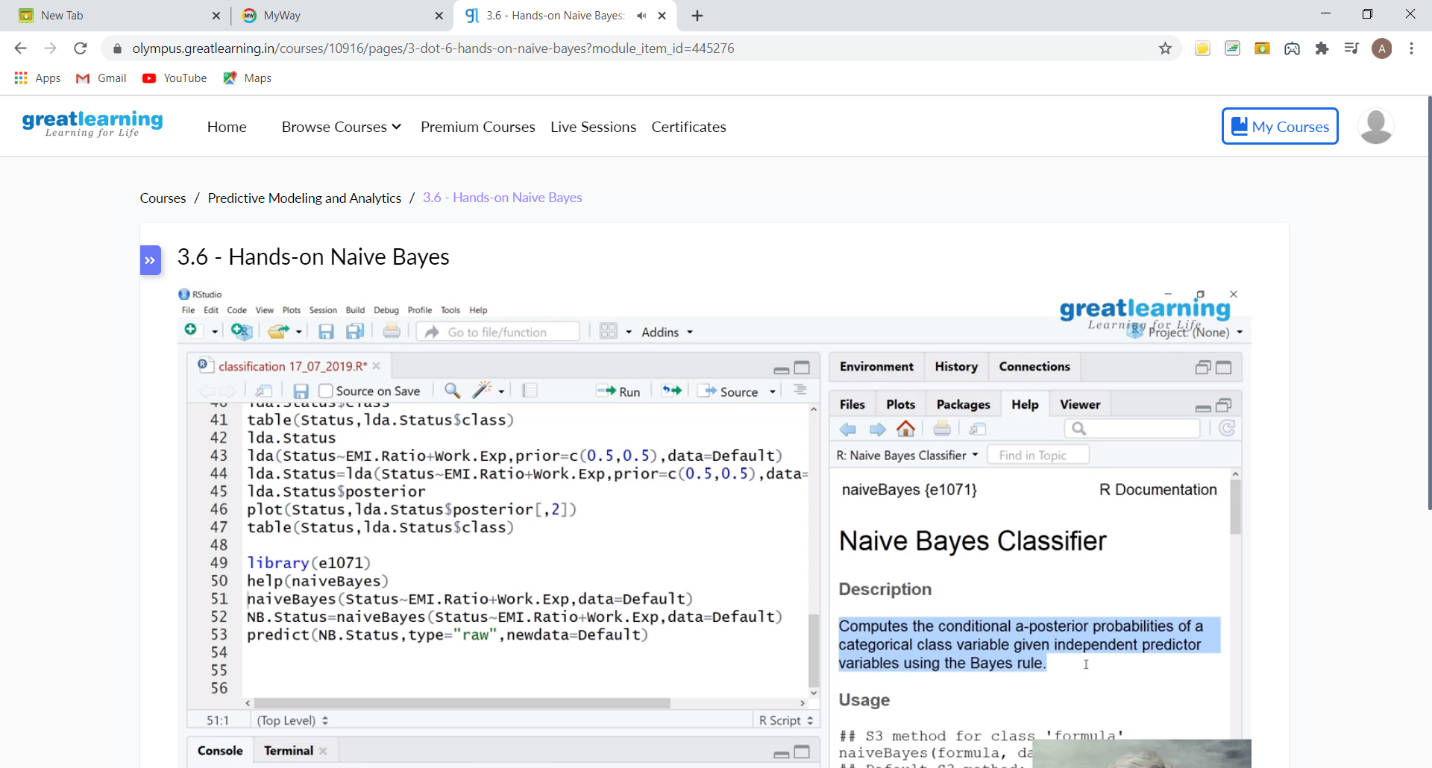 New Tab
MyWay
3.6 - Hands-on Naive Bayes:
olympus.greatlearning.in/courses/10916/pages/3-dot-6-hands-on-naive-bayes?module_item_id=445276
A
Apps Gmail YouTube Maps
greatlearning
Learning for Life
Home Browse Courses Premium Courses Live Sessions Certificates
My Courses
Courses / Predictive Modeling and Analytics / 3.6 - Hands-on Naive Bayes
3.6 - Hands-on Naive Bayes
RStudio
File Edit Code View Plots Session Build Debug Profile Tools Help
greatlearning
Learning for Life
Go to file/function Addins
Project: (None)
classification 17_07_2019.R*
Source on Save Run Source
40 lda.Status$class
41 table(Status,lda.Status$class)
42 lda.Status
43 lda(Status~EMI.Ratio+Work.Exp,prior=c(0.5,0.5),data=Default)
44 lda.Status=lda(Status~EMI.Ratio+Work.Exp,prior=c(0.5,0.5),data=
45 lda.Status$posterior
46 plot(Status,lda.Status$posterior[,2])
47 table(Status,lda.Status$class)
48
49 library(e1071)
50 help(naiveBayes)
51 naiveBayes(Status~EMI.Ratio+Work.Exp,data=Default)
52 NB.Status=naiveBayes(Status~EMI.Ratio+Work.Exp,data=Default)
53 predict(NB.Status,type="raw",newdata=Default)
54
55
56
51:1 (Top Level) R Script
Console Terminal
Environment History Connections
Files Plots Packages Help Viewer
R: Naive Bayes Classifier Find in Topic
naiveBayes {e1071} R Documentation
Naive Bayes Classifier
Description
Computes the conditional a-posterior probabilities of a
categorical class variable given independent predictor
variables using the Bayes rule.
Usage
## S3 method for class 'formula'
naiveBayes(formula, da